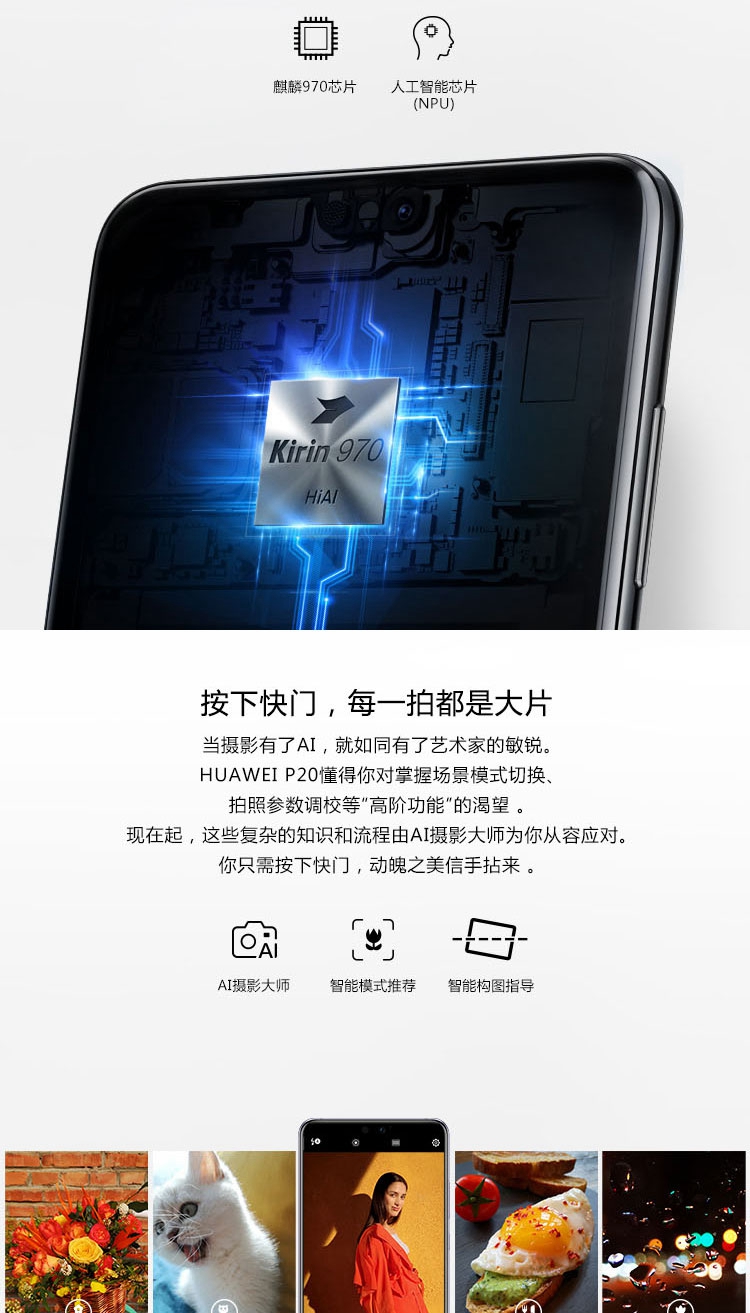 麒麟970芯片
人工智能芯片
(NPU)
Kirin 970
HiAI
按下快门，每一拍都是大片
当摄影有了AI，就如同有了艺术家的敏锐。
HUAWEI P20懂得你对掌握场景模式切换、
拍照参数调校等"高阶功能"的渴望 。
现在起，这些复杂的知识和流程由AI摄影大师为你从容应对。
你只需按下快门，动魄之美信手拈来 。
AI
AI摄影大师
智能模式推荐
智能构图指导